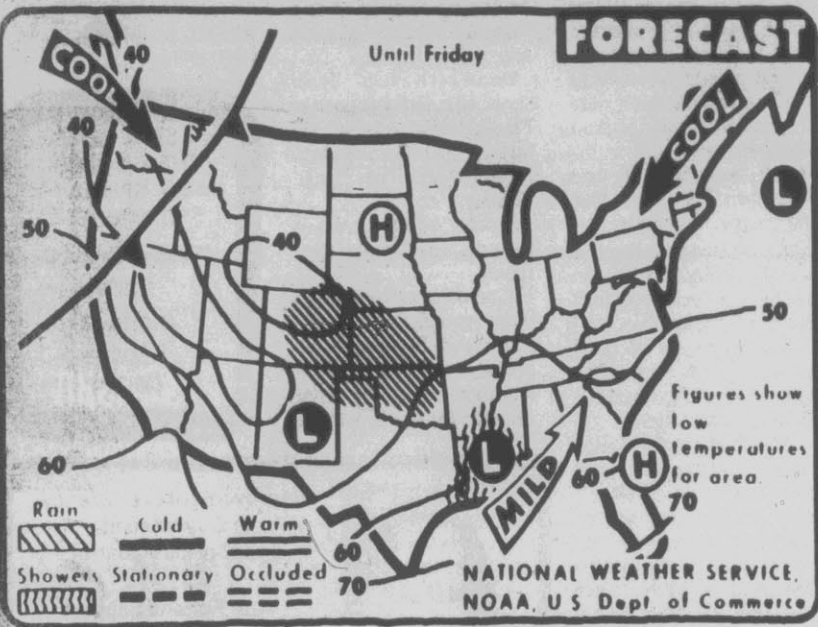 FORECAST
Until Friday
COOL
40
40
COOL
L
50
H
40
50
Figures show
low
temperatures
for area.
L
L
MILD
60
H
60
70
60
70
Rain
Cold
Warm
Showers
Stationary
Occluded
NATIONAL WEATHER SERVICE,
NOAA, U S Dept. of Commerce